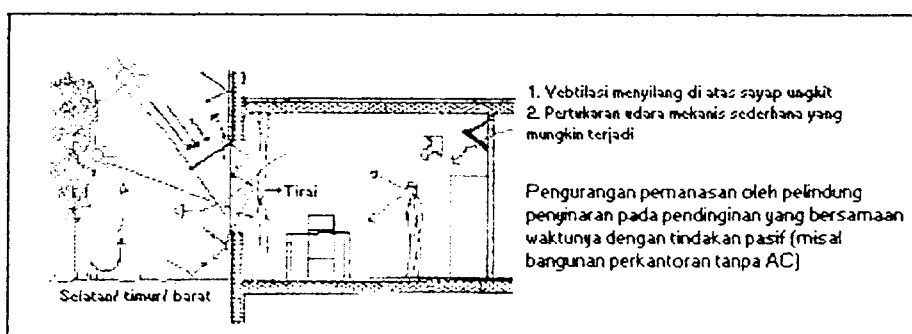 1. Vebtilasi menyilang di atas sayap ungkit
2. Pertukaran udara mekanis sederhana yang
mungkin terjadi
Tirai
Pengurangan pemanasan oleh pelindung
penyinaran pada pendinginan yang bersamaan
waktunya dengan tindakan pasif (misal
bangunan perkantoran tanpa AC)
Selatan/ timur/ barat